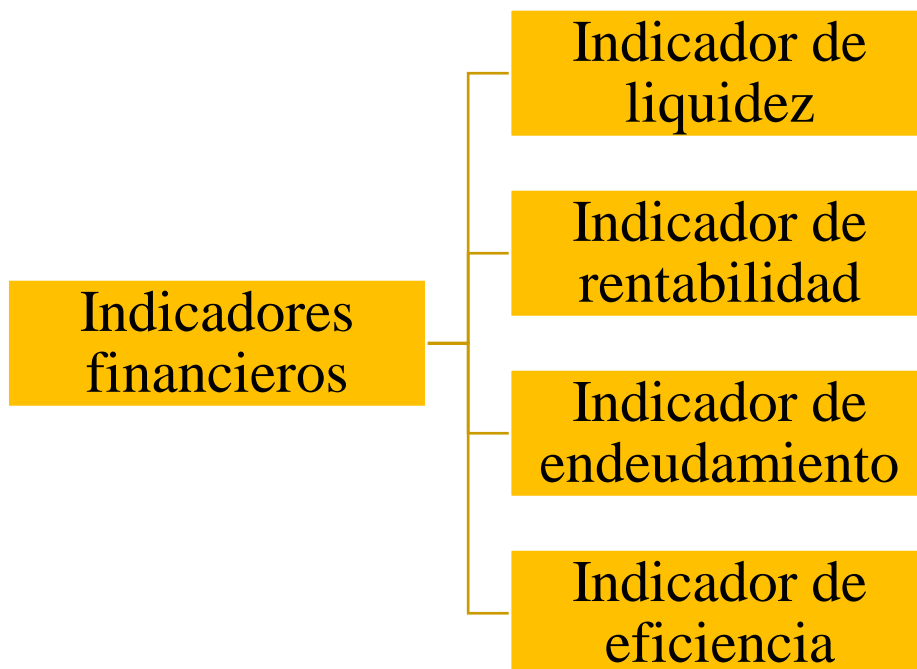 Indicadores
financieros
Indicador de
liquidez
Indicador de
rentabilidad
Indicador de
endeudamiento
Indicador de
eficiencia